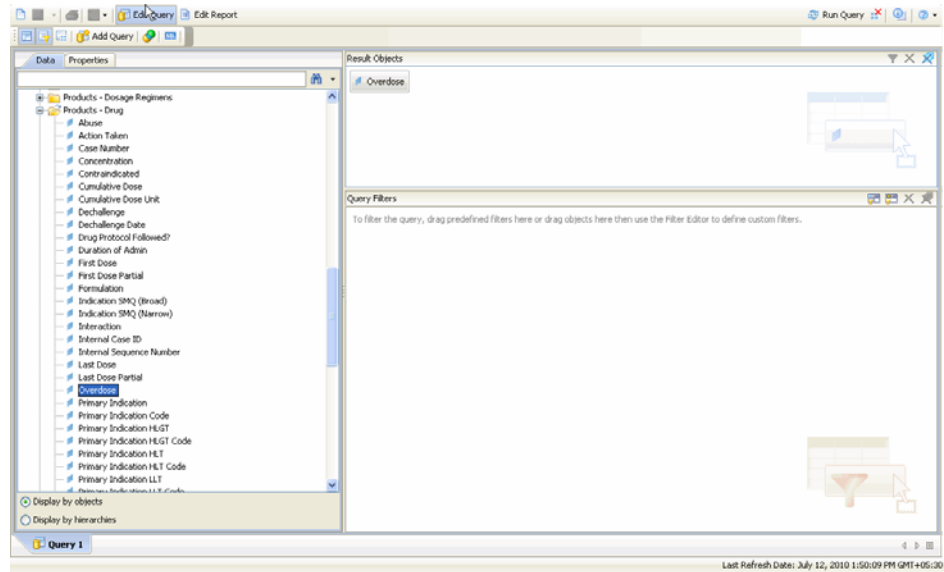 Edit Query Edit Report Run Query
Add Query SQL
Data Properties
Products - Dosage Regimens
Products - Drug
Abuse
Action Taken
Case Number
Concentration
Contraindicated
Cumulative Dose
Cumulative Dose Unit
Dechallenge
Dechallenge Date
Drug Protocol Followed?
Duration of Admin
First Dose
First Dose Partial
Formulation
Indication SMQ (Broad)
Indication SMQ (Narrow)
Interaction
Internal Case ID
Internal Sequence Number
Last Dose
Last Dose Partial
Overdose
Primary Indication
Primary Indication Code
Primary Indication HLGT
Primary Indication HLGT Code
Primary Indication HLT
Primary Indication HLT Code
Primary Indication LLT
Primary Indication LLT Code
Display by objects
Display by hierarchies
Result Objects
Overdose
Query Filters
To filter the query, drag predefined filters here or drag objects here then use the Filter Editor to define custom filters.
Query 1
Last Refresh Date: July 12, 2010 1:50:09 PM GMT+05:30